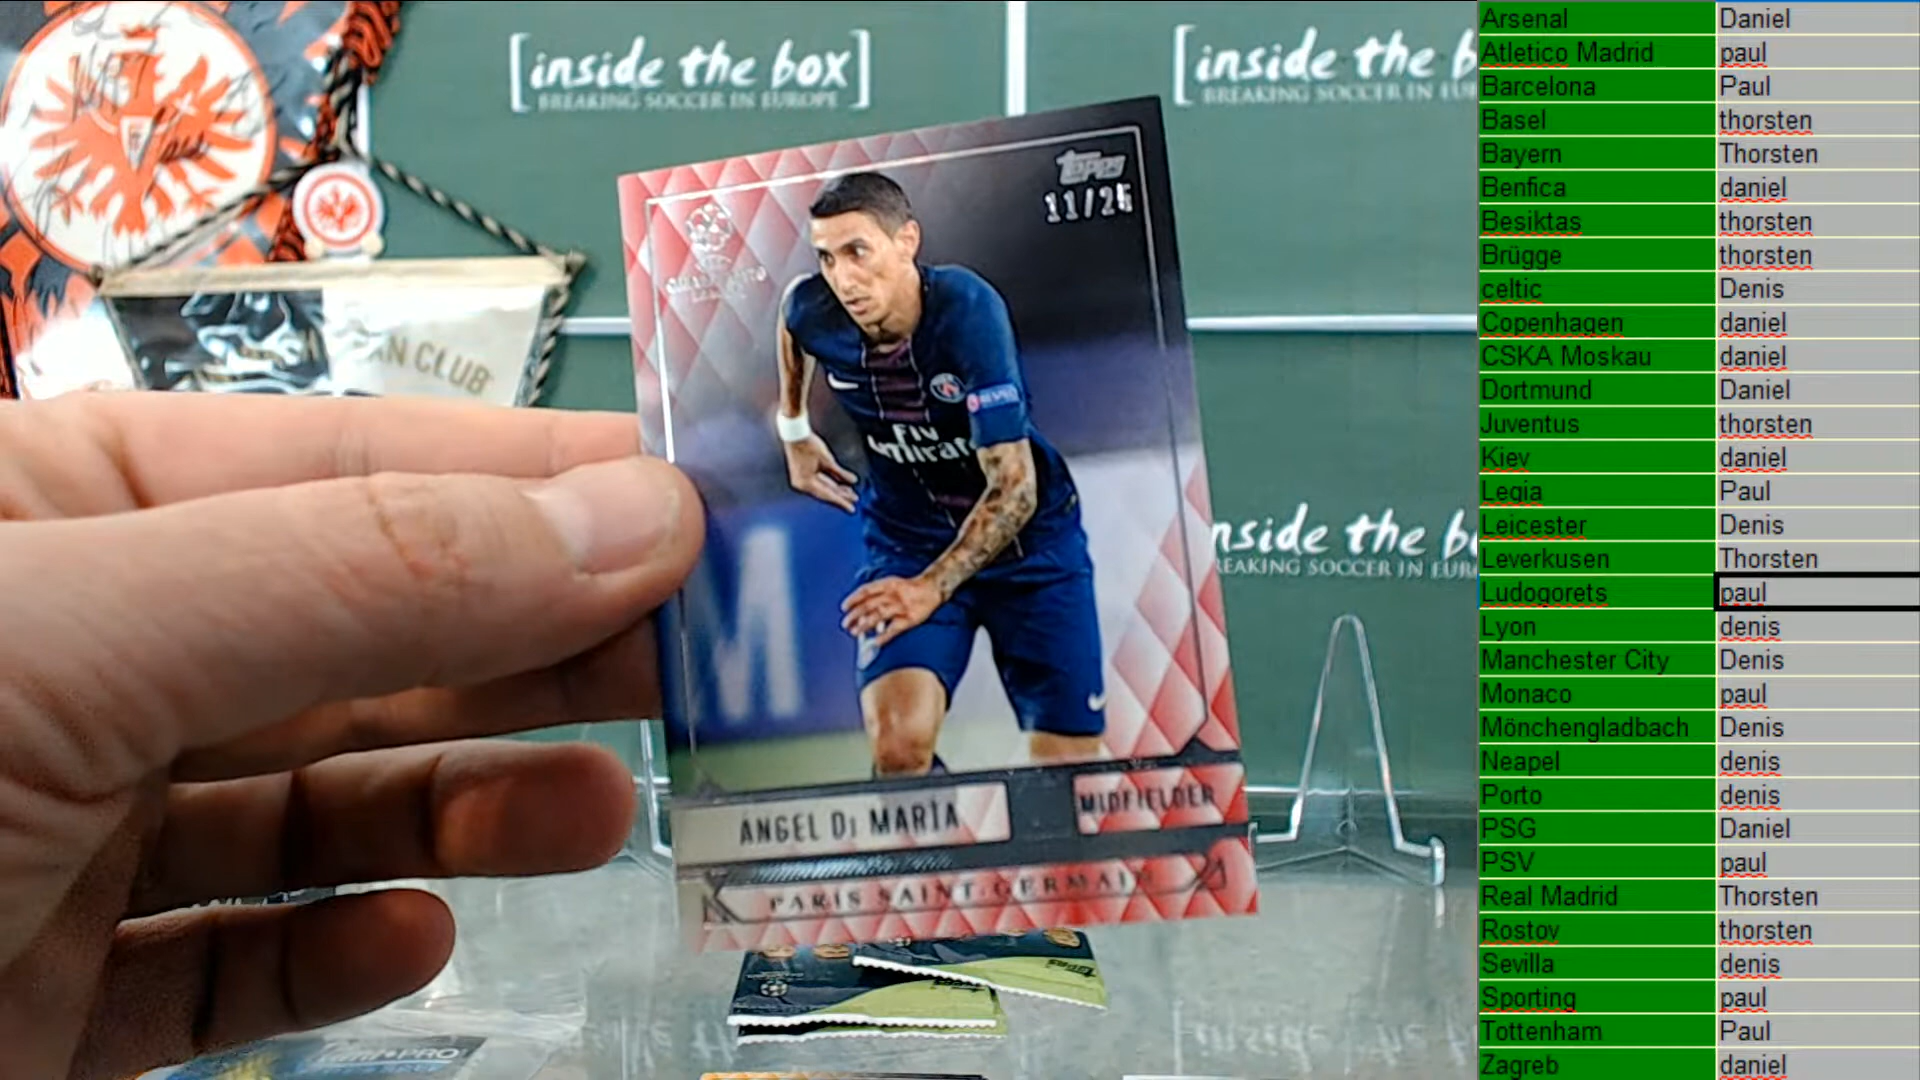 [inside the box]
BREAKING SOCCER IN EUROPE
[inside the b
BREAKING SOCCER IN EUR
FAN CLUB
Topps
11/25
CHAMPIONS
LEAGUE
Fly
Emirates
M
ANGEL DI MARÍA
MIDFIELDER
PARIS SAINT-GERMAIN
nside the b
REAKING SOCCER IN EUR
Arsenal Daniel
Atletico Madrid paul
Barcelona Paul
Basel thorsten
Bayern Thorsten
Benfica daniel
Besiktas thorsten
Brügge thorsten
celtic Denis
Copenhagen daniel
CSKA Moskau daniel
Dortmund Daniel
Juventus thorsten
Kiev daniel
Legia Paul
Leicester Denis
Leverkusen Thorsten
Ludogorets paul
Lyon denis
Manchester City Denis
Monaco paul
Mönchengladbach Denis
Neapel denis
Porto denis
PSG Daniel
PSV paul
Real Madrid Thorsten
Rostov thorsten
Sevilla denis
Sporting paul
Tottenham Paul
Zagreb daniel